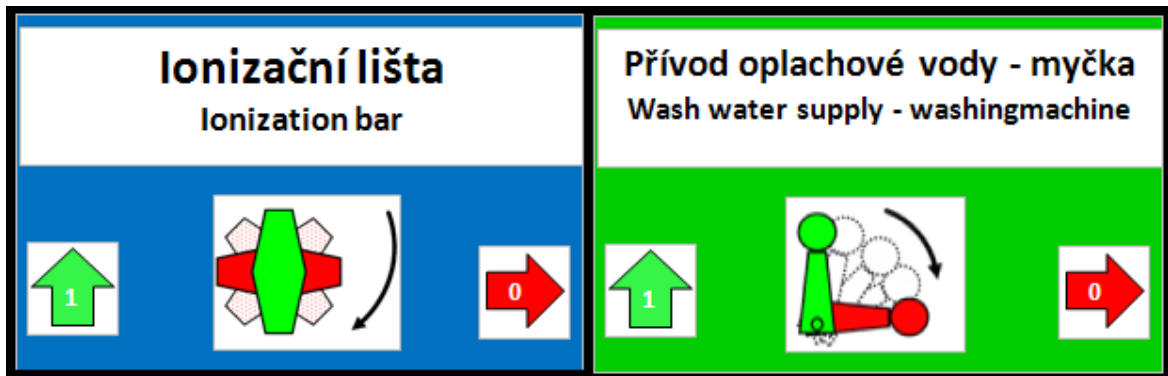 Ionizační lišta
Ionization bar
1
0
Přívod oplachové vody - myčka
Wash water supply - washingmachine
1
0